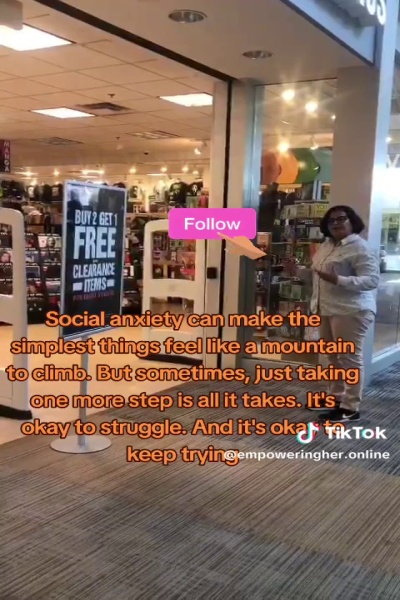 BUY 2 GET 1
FREE
CLEARANCE
ITEMS
Follow
Social anxiety can make the
simplest things feel like a mountain
to climb. But sometimes, just taking
one more step is all it takes. It's
okay to struggle. And it's okay to
keep trying
TikTok
@empoweringher.online